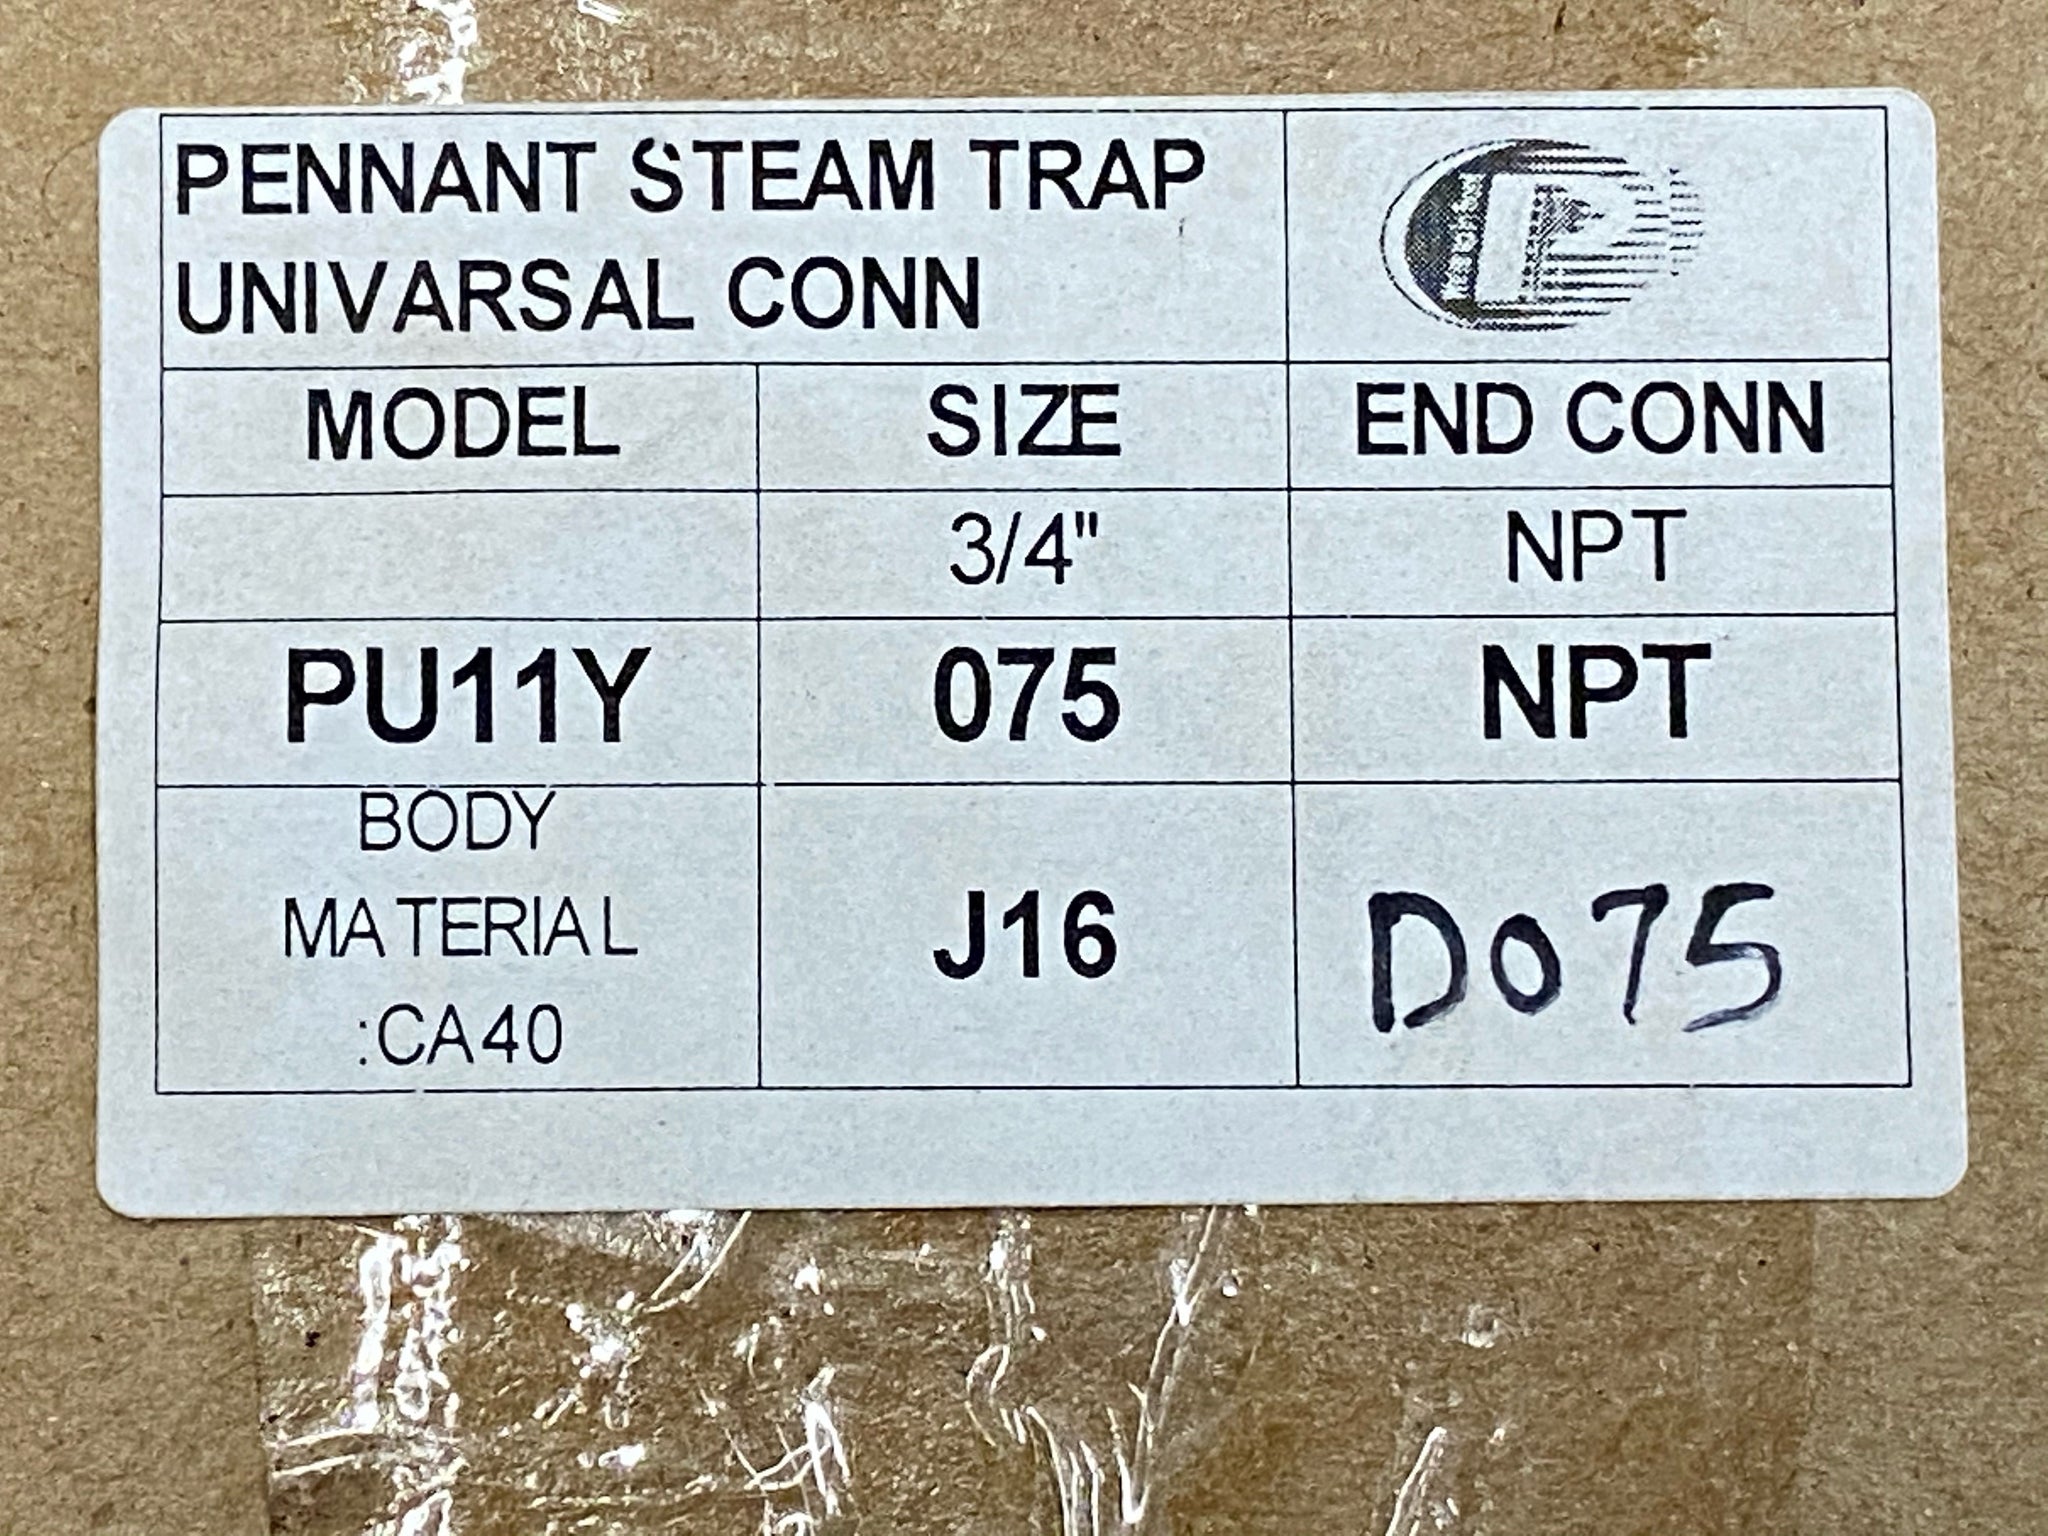 PENNANT STEAM TRAP
UNIVARSAL CONN
MODEL SIZE END CONN
3/4" NPT
PU11Y 075 NPT
BODY
MATERIAL
:CA40
J16
D075